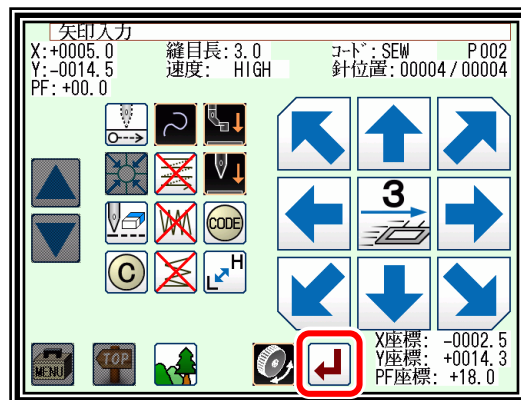 矢印入力
X:+0005.0 縫目長:3.0 コード:SEW P002
Y:-0014.5 速度: HIGH 針位置:00004/00004
PF:+00.0
3
CODE
C
L H
X座標: -0002.5
Y座標: +0014.3
PF座標: +18.0
MENU TOP